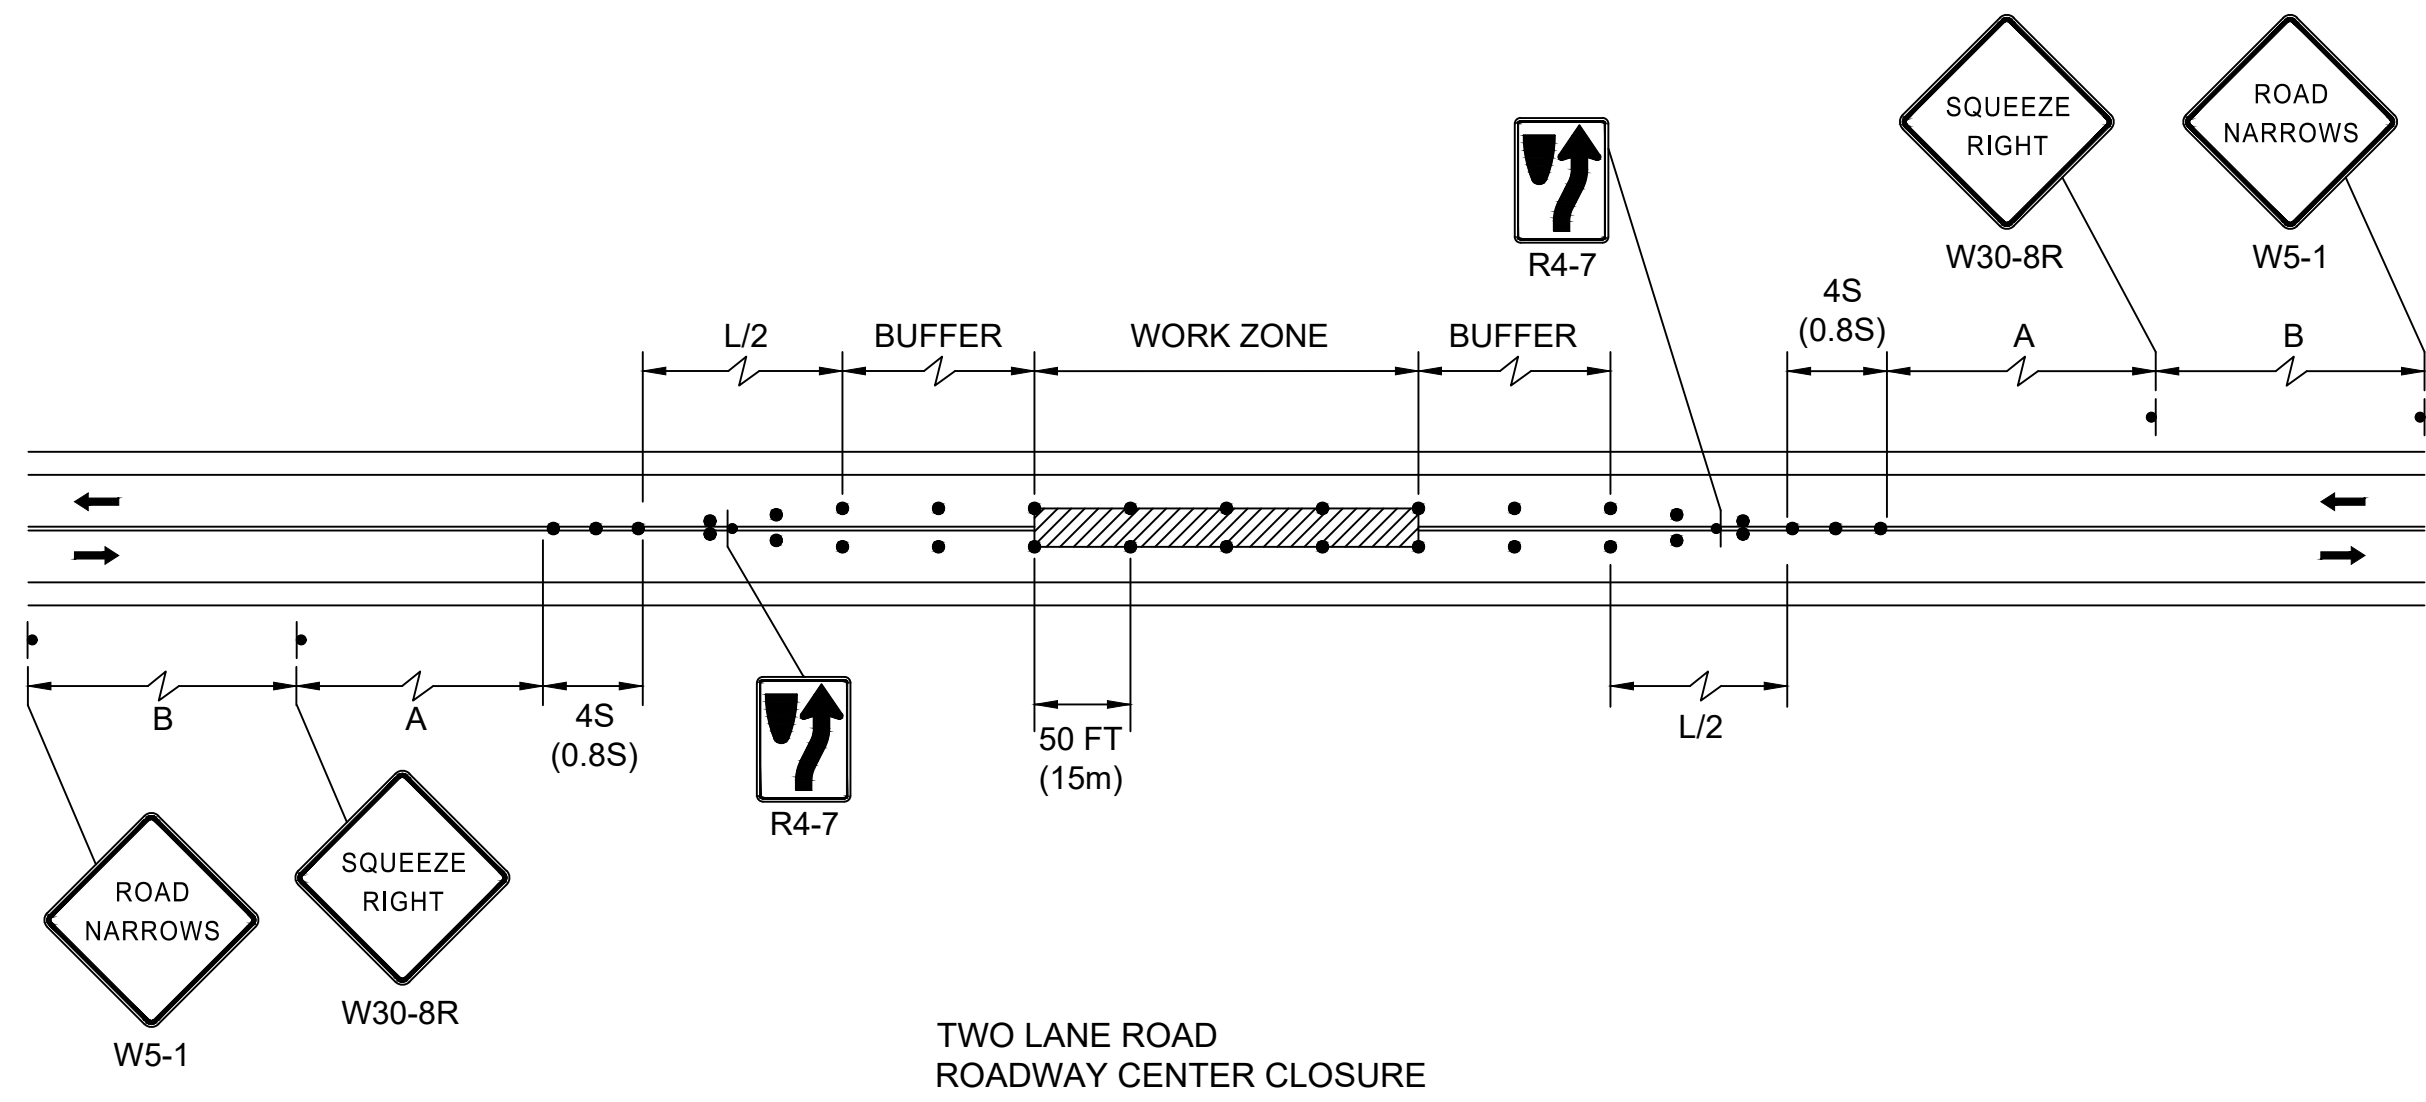 SQUEEZE
RIGHT
W30-8R
ROAD
NARROWS
W5-1
R4-7
4S
(0.8S)
L/2
BUFFER
WORK ZONE
BUFFER
A
B
B
A
4S
(0.8S)
R4-7
50 FT
(15m)
L/2
ROAD
NARROWS
W5-1
SQUEEZE
RIGHT
W30-8R
TWO LANE ROAD
ROADWAY CENTER CLOSURE